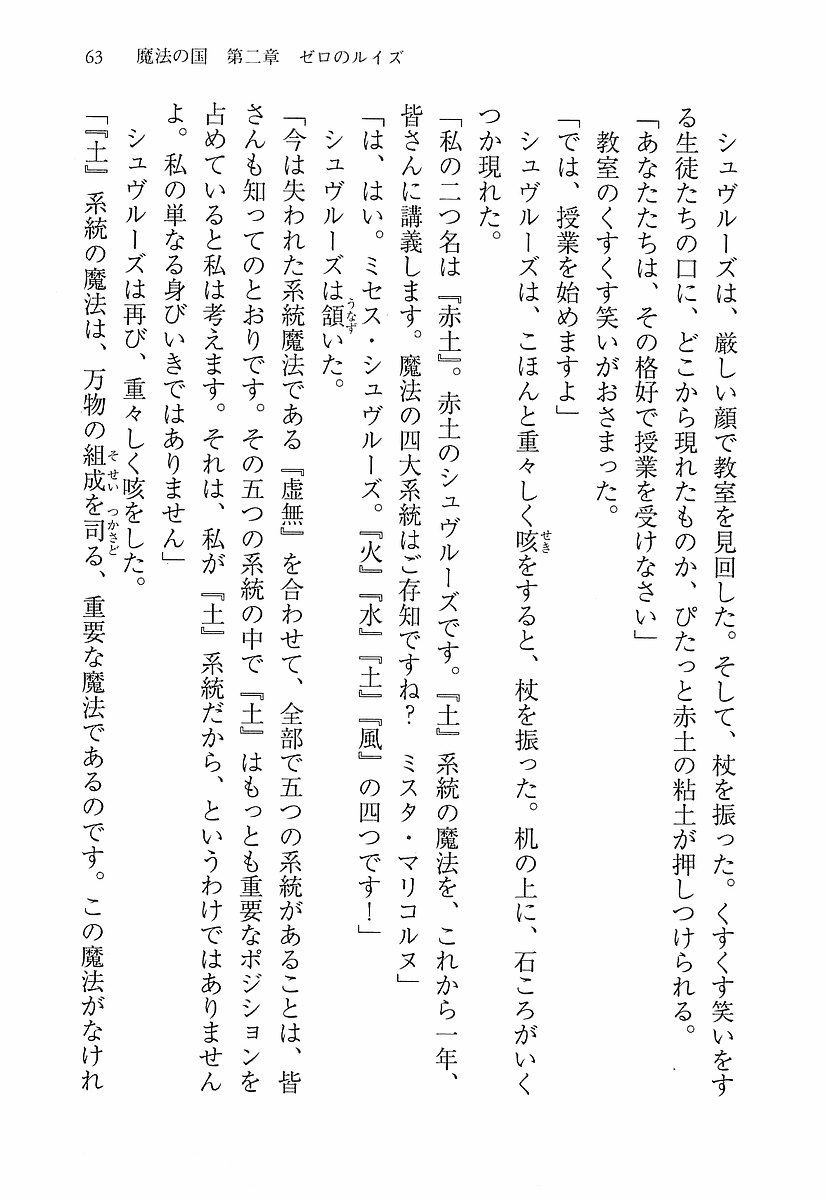 63　魔法の国　第二章　ゼロのルイズ
　シュヴルーズは、厳しい顔で教室を見回した。そして、杖を振った。くすくす笑いをす
る生徒たちの口に、どこから現れたものか、ぴたっと赤土の粘土が押しつけられる。
「あなたたちは、その格好で授業を受けなさい」
　教室のくすくす笑いがおさまった。
「では、授業を始めますよ」
　シュヴルーズは、こほんと重々しく咳をすると、杖を振った。机の上に、石ころがいく
つか現れた。
「私の二つ名は『赤土』。赤土のシュヴルーズです。『土』系統の魔法を、これから一年、
皆さんに講義します。魔法の四大系統はご存知ですね？　ミスタ・マリコルヌ」
「は、はい。ミセス・シュヴルーズ。『火』『水』『土』『風』の四つです！」
　シュヴルーズは頷いた。
「今は失われた系統魔法である『虚無』を合わせて、全部で五つの系統があることは、皆
さんも知ってのとおりです。その五つの系統の中で『土』はもっとも重要なポジションを
占めていると私は考えます。それは、私が『土』系統だから、というわけではありません
よ。私の単なる身びいきではありません」
　シュヴルーズは再び、重々しく咳をした。
「『土』系統の魔法は、万物の組成を司る、重要な魔法であるのです。この魔法がなけれ